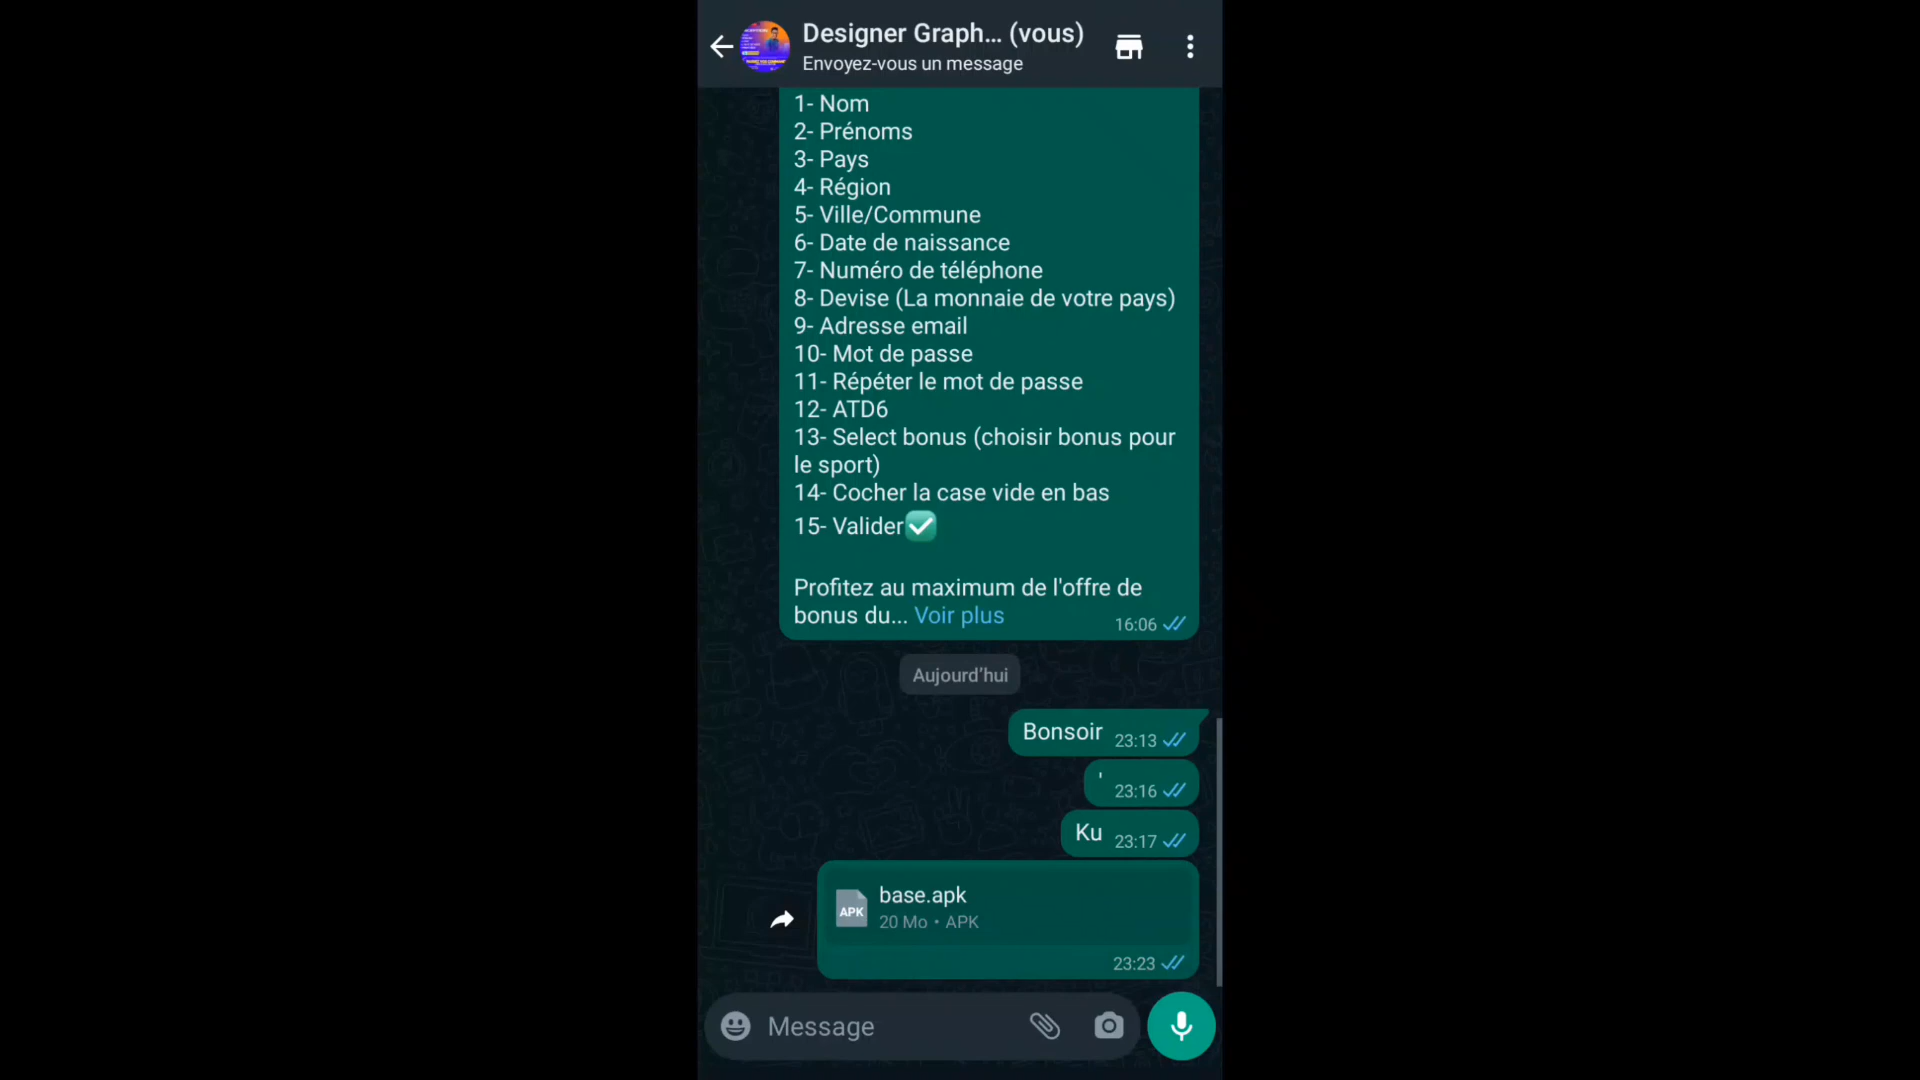 Designer Graph... (vous)
Envoyez-vous un message
1- Nom
2- Prénoms
3- Pays
4- Région
5- Ville/Commune
6- Date de naissance
7- Numéro de téléphone
8- Devise (La monnaie de votre pays)
9- Adresse email
10- Mot de passe
11- Répéter le mot de passe
12- ATD6
13- Select bonus (choisir bonus pour
le sport)
14- Cocher la case vide en bas
15- Valider✅
Profitez au maximum de l'offre de
bonus du... Voir plus
16:06
Aujourd'hui
Bonsoir 23:13
' 23:16
Ku 23:17
APK
base.apk
20 Mo • APK
23:23
Message